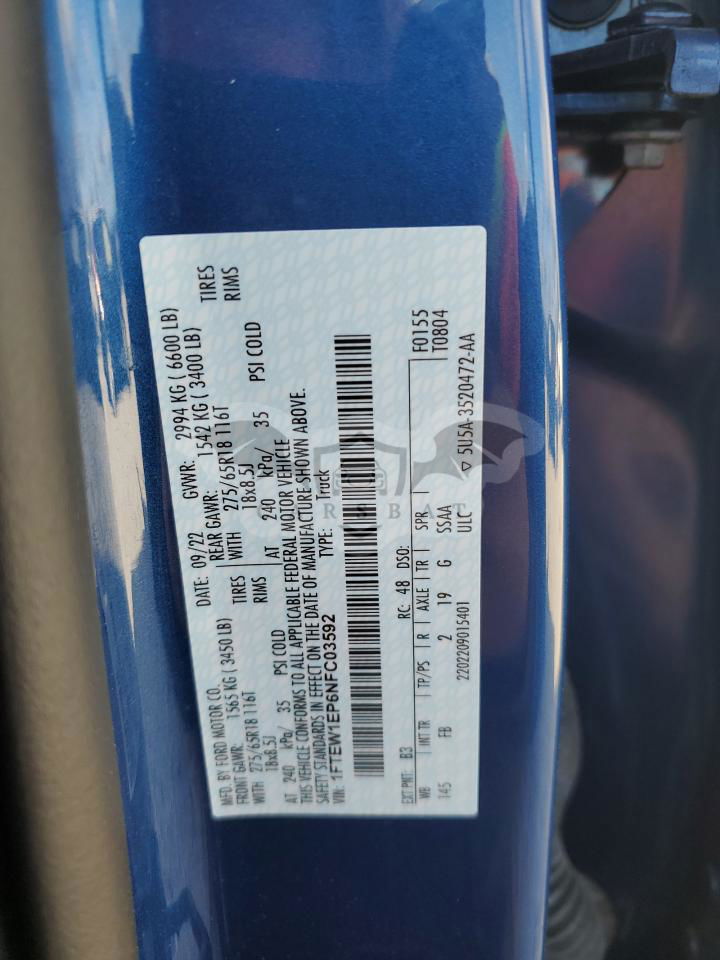 MFD. BY FORD MOTOR CO. DATE: 09/22 GVWR: 2994 KG ( 6600 LB)
FRONT GAWR: 1565 KG ( 3450 LB) REAR GAWR: 1542 KG ( 3400 LB)
WITH 275/65R18 116T TIRES WITH 275/65R18 116T TIRES
18x8.5J RIMS 18x8.5J RIMS
AT 240 kPa/ 35 PSI COLD AT 240 kPa/ 35 PSI COLD
THIS VEHICLE CONFORMS TO ALL APPLICABLE FEDERAL MOTOR VEHICLE
SAFETY STANDARDS IN EFFECT ON THE DATE OF MANUFACTURE SHOWN ABOVE.
VIN: 1FTEW1EP6NFC03592 TYPE: Truck
EXT PNT: B3 RC: 48 DSO: F0155
WB INT TR TP/PS R AXLE TR SPR T0804
145 FB 2 19 G SSAA
2202209015401 ULC 5U5A-3520472-AA